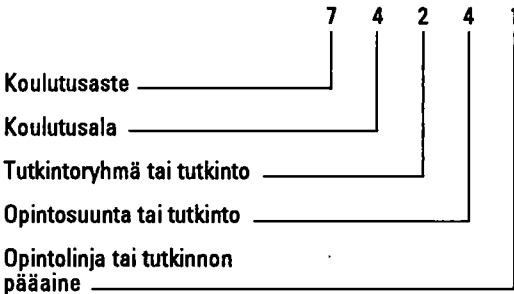 7 4 2 4 1
Koulutusaste
Koulutusala
Tutkintoryhmä tai tutkinto
Opintosuunta tai tutkinto
Opintolinja tai tutkinnon
pääaine